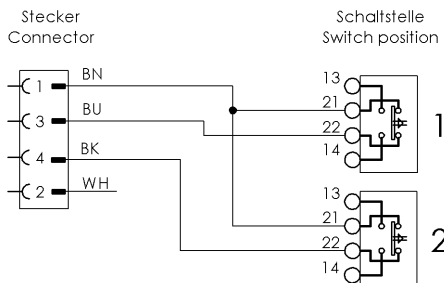 Stecker
Connector
Schaltstelle
Switch position
1 BN
3 BU
4 BK
2 WH
13
21
22
14
1
13
21
22
14
2